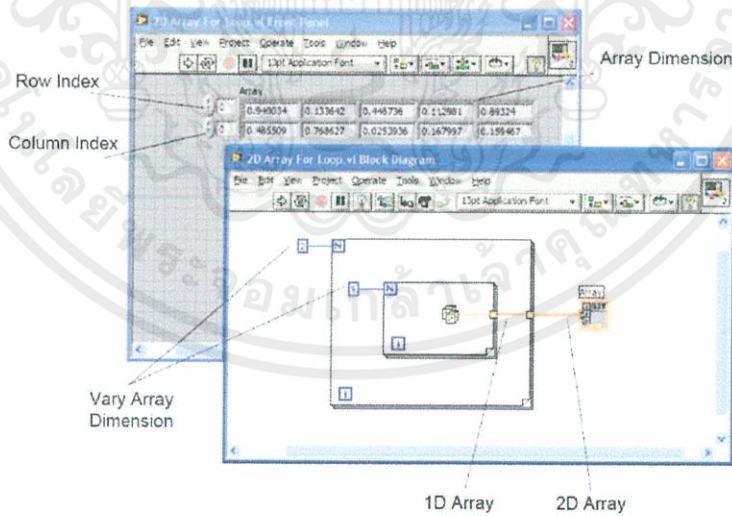 2D Array For Loop.vi Front Panel
File Edit View Project Operate Tools Window Help
13pt Application Font
Array Dimension
Row Index
Array
0
0.940034 0.133642 0.448736 0.112981 0.89324
Column Index
0
0.485509 0.768627 0.0253936 0.167997 0.159467
2D Array For Loop.vi Block Diagram
File Edit View Project Operate Tools Window Help
13pt Application Font
N
N
Array
i
i
Vary Array
Dimension
1D Array 2D Array